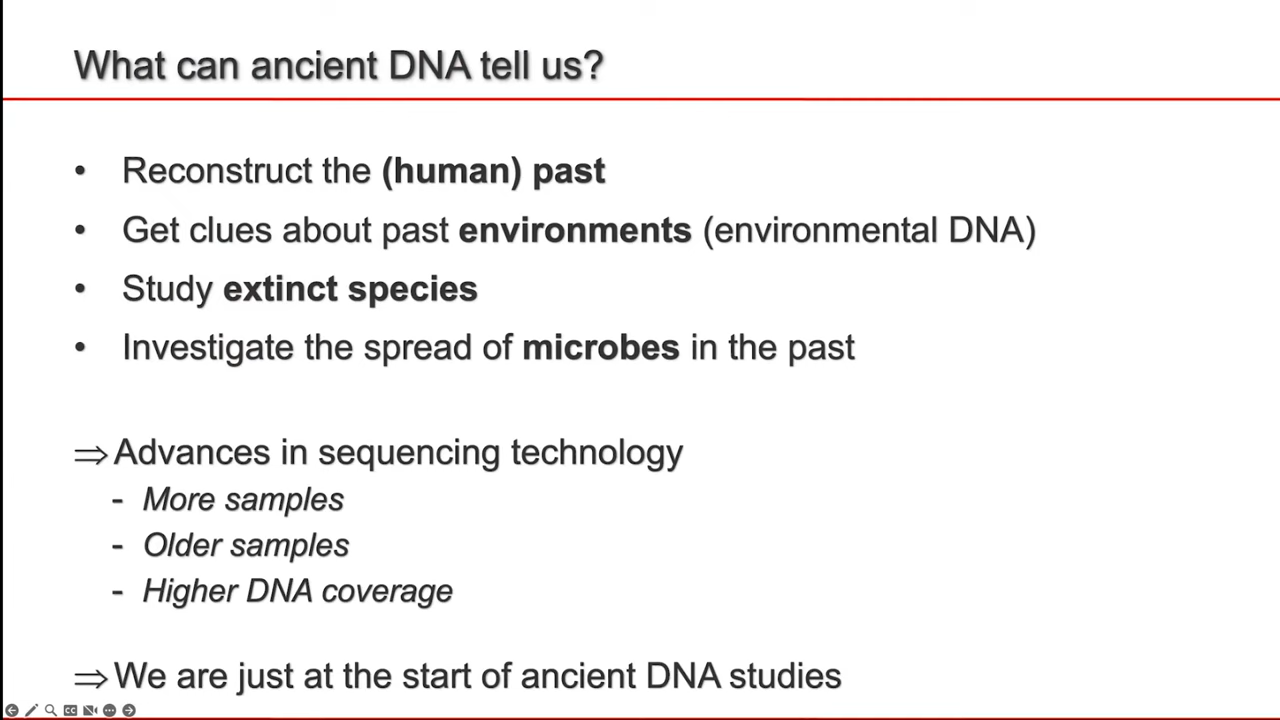 What can ancient DNA tell us?
• Reconstruct the (human) past
• Get clues about past environments (environmental DNA)
• Study extinct species
• Investigate the spread of microbes in the past
⇒ Advances in sequencing technology
- More samples
- Older samples
- Higher DNA coverage
⇒ We are just at the start of ancient DNA studies
CC